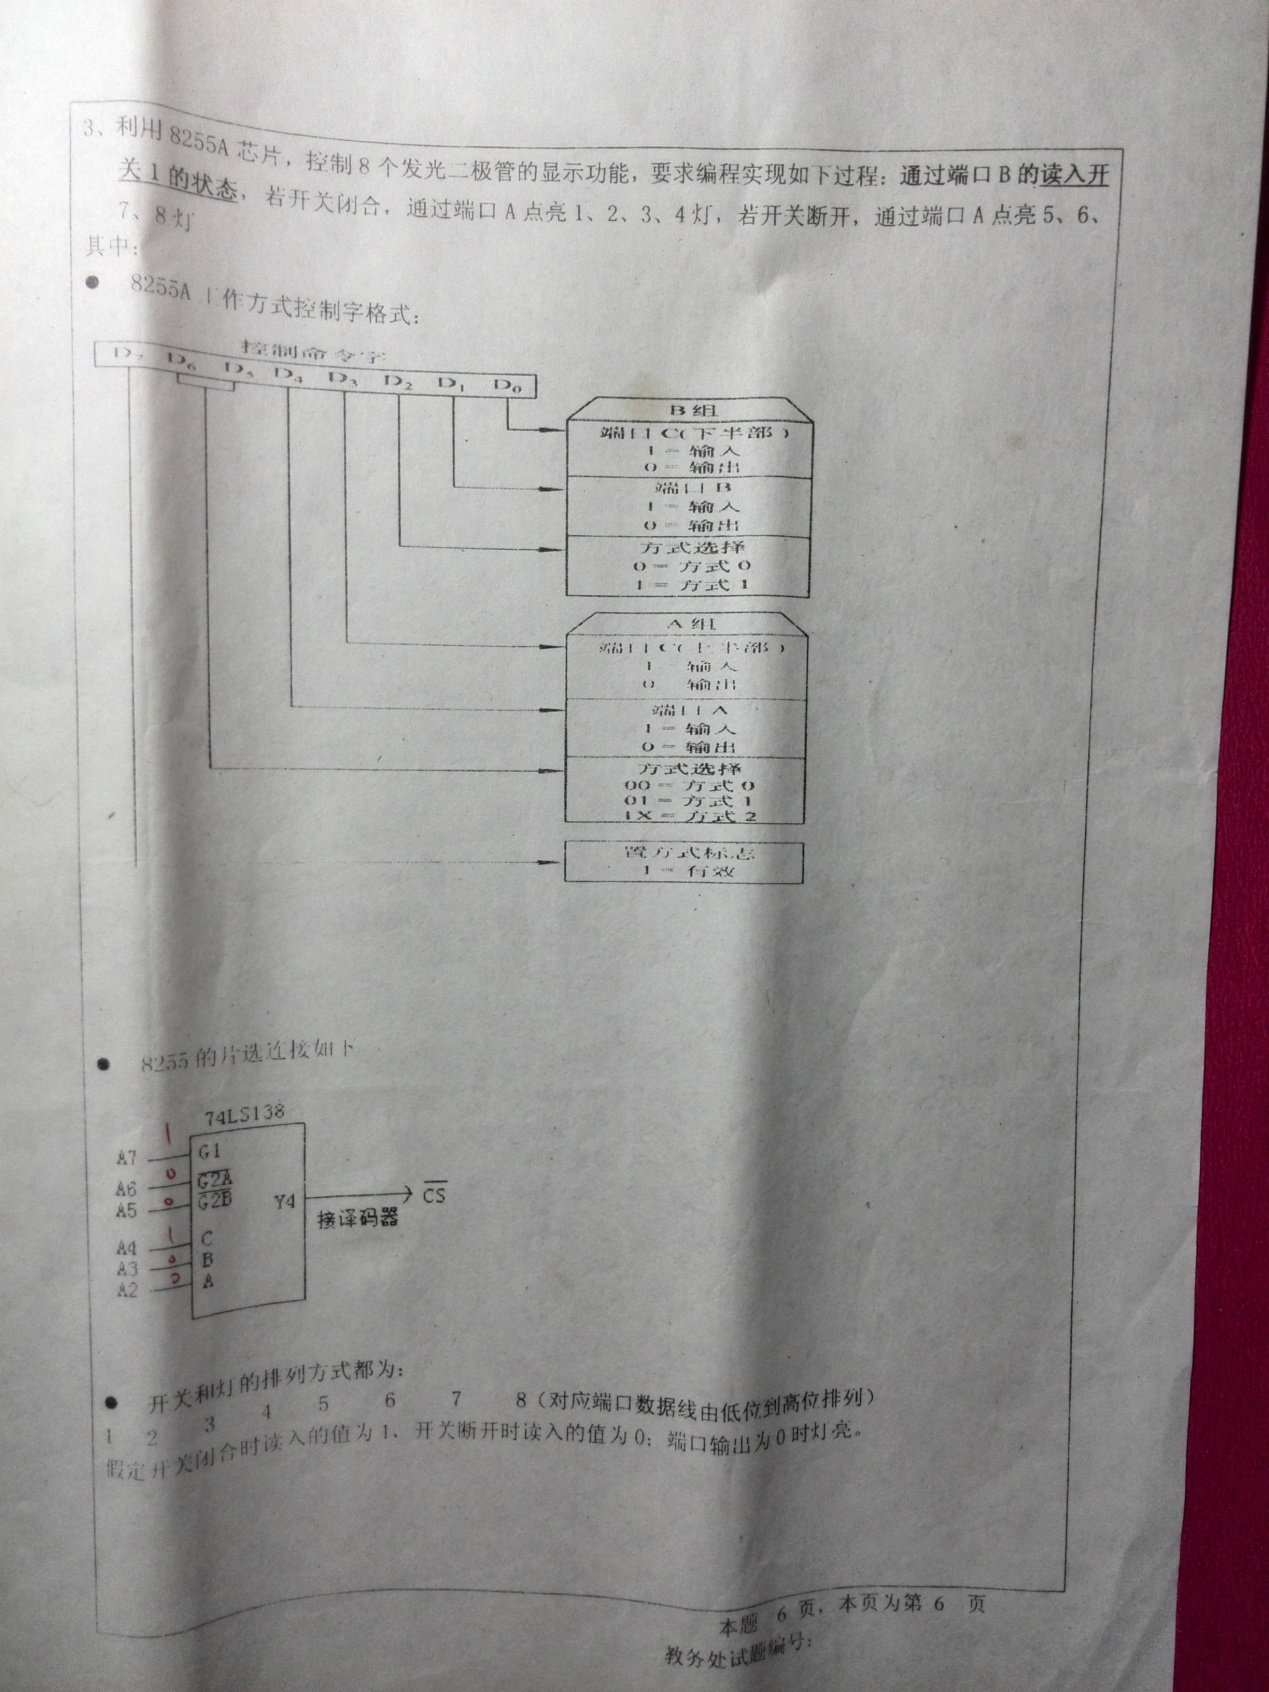 3、利用8255A芯片，控制8个发光二极管的显示功能，要求编程实现如下过程：通过端口B的读入开
关1的状态，若开关闭合，通过端口A点亮1、2、3、4灯，若开关断开，通过端口A点亮5、6、
7、8灯
其中：
● 8255A工作方式控制字格式：
控制命令字
D7 D6 D5 D4 D3 D2 D1 D0
B组
端口C(下半部)
1=输入
0=输出
端口B
1=输入
0=输出
方式选择
0=方式0
1=方式1
A组
端口C(上半部)
1 输入
0 输出
端口A
1=输入
0=输出
方式选择
00=方式0
01=方式1
1X=方式2
置方式标志
1=有效
● 8255的片选连接如下
74LS138
A7 1 G1
A6 0 G2A
A5 0 G2B
Y4
CS
接译码器
A4 1 C
A3 0 B
A2 0 A
● 开关和灯的排列方式都为：
1 2 3 4 5 6 7 8（对应端口数据线由低位到高位排列）
假定开关闭合时读入的值为1，开关断开时读入的值为0；端口输出为0时灯亮。
本题 6 页，本页为第 6 页
教务处试题编号：